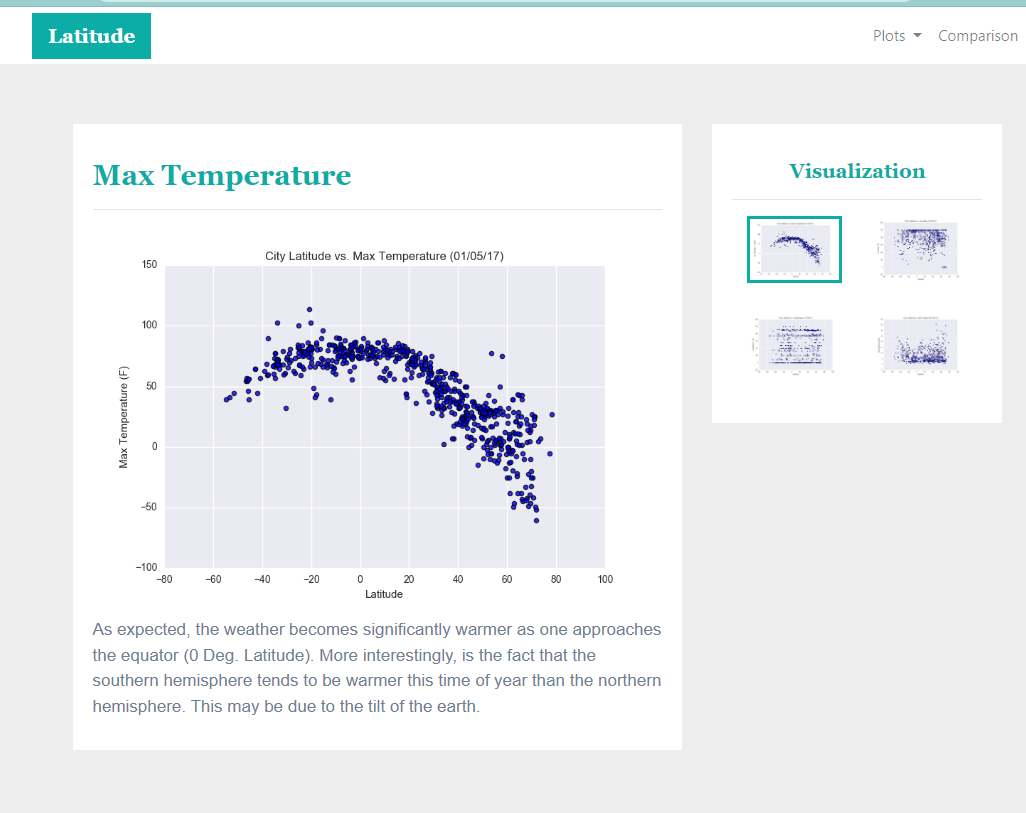 Latitude
Plots
Comparison
Max Temperature
City Latitude vs. Max Temperature (01/05/17)
150
100
50
0
−50
−100
Max Temperature (F)
−80 −60 −40 −20 0 20 40 60 80 100
Latitude
As expected, the weather becomes significantly warmer as one approaches
the equator (0 Deg. Latitude). More interestingly, is the fact that the
southern hemisphere tends to be warmer this time of year than the northern
hemisphere. This may be due to the tilt of the earth.
Visualization